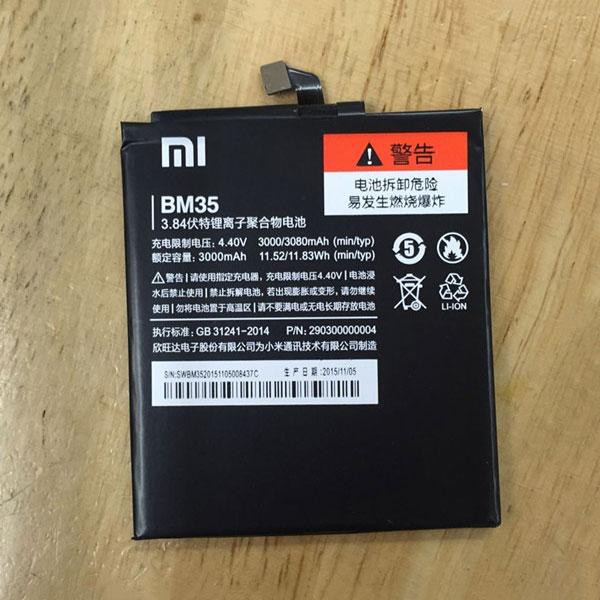 mi
BM35
3.84伏特锂离子聚合物电池
充电限制电压: 4.40V 3000/3080mAh (min/typ)
额定容量: 3000mAh 11.52/11.83Wh (min/typ)
警告
电池拆卸危险
易发生燃烧爆炸
5
LI-ION
警告 | 请使用指定充电器(充电限制电压4.40V) | 电池浸
水后禁止使用 | 禁止拆解电池, 若出现膨胀或变形, 请勿继续
使用 | 勿将电池置于高温区 | 请不要满电或无电长期存放电池
执行标准: GB 31241-2014 P/N: 290300000004
欣旺达电子股份有限公司为小米通讯技术有限公司制造
S/N:SWBM3520151105008437C 生产日期 2015/11/05